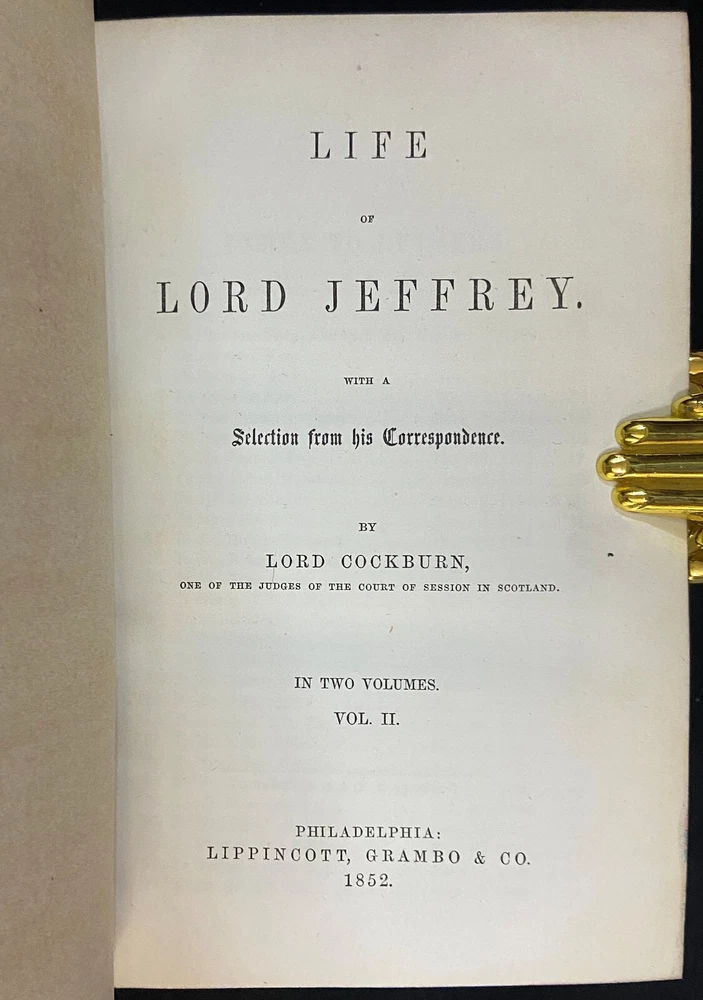 LIFE
OF
LORD JEFFREY.
WITH A
Selection from his Correspondence.
BY
LORD COCKBURN,
ONE OF THE JUDGES OF THE COURT OF SESSION IN SCOTLAND.
IN TWO VOLUMES.
VOL. II.
PHILADELPHIA:
LIPPINCOTT, GRAMBO & CO.
1852.